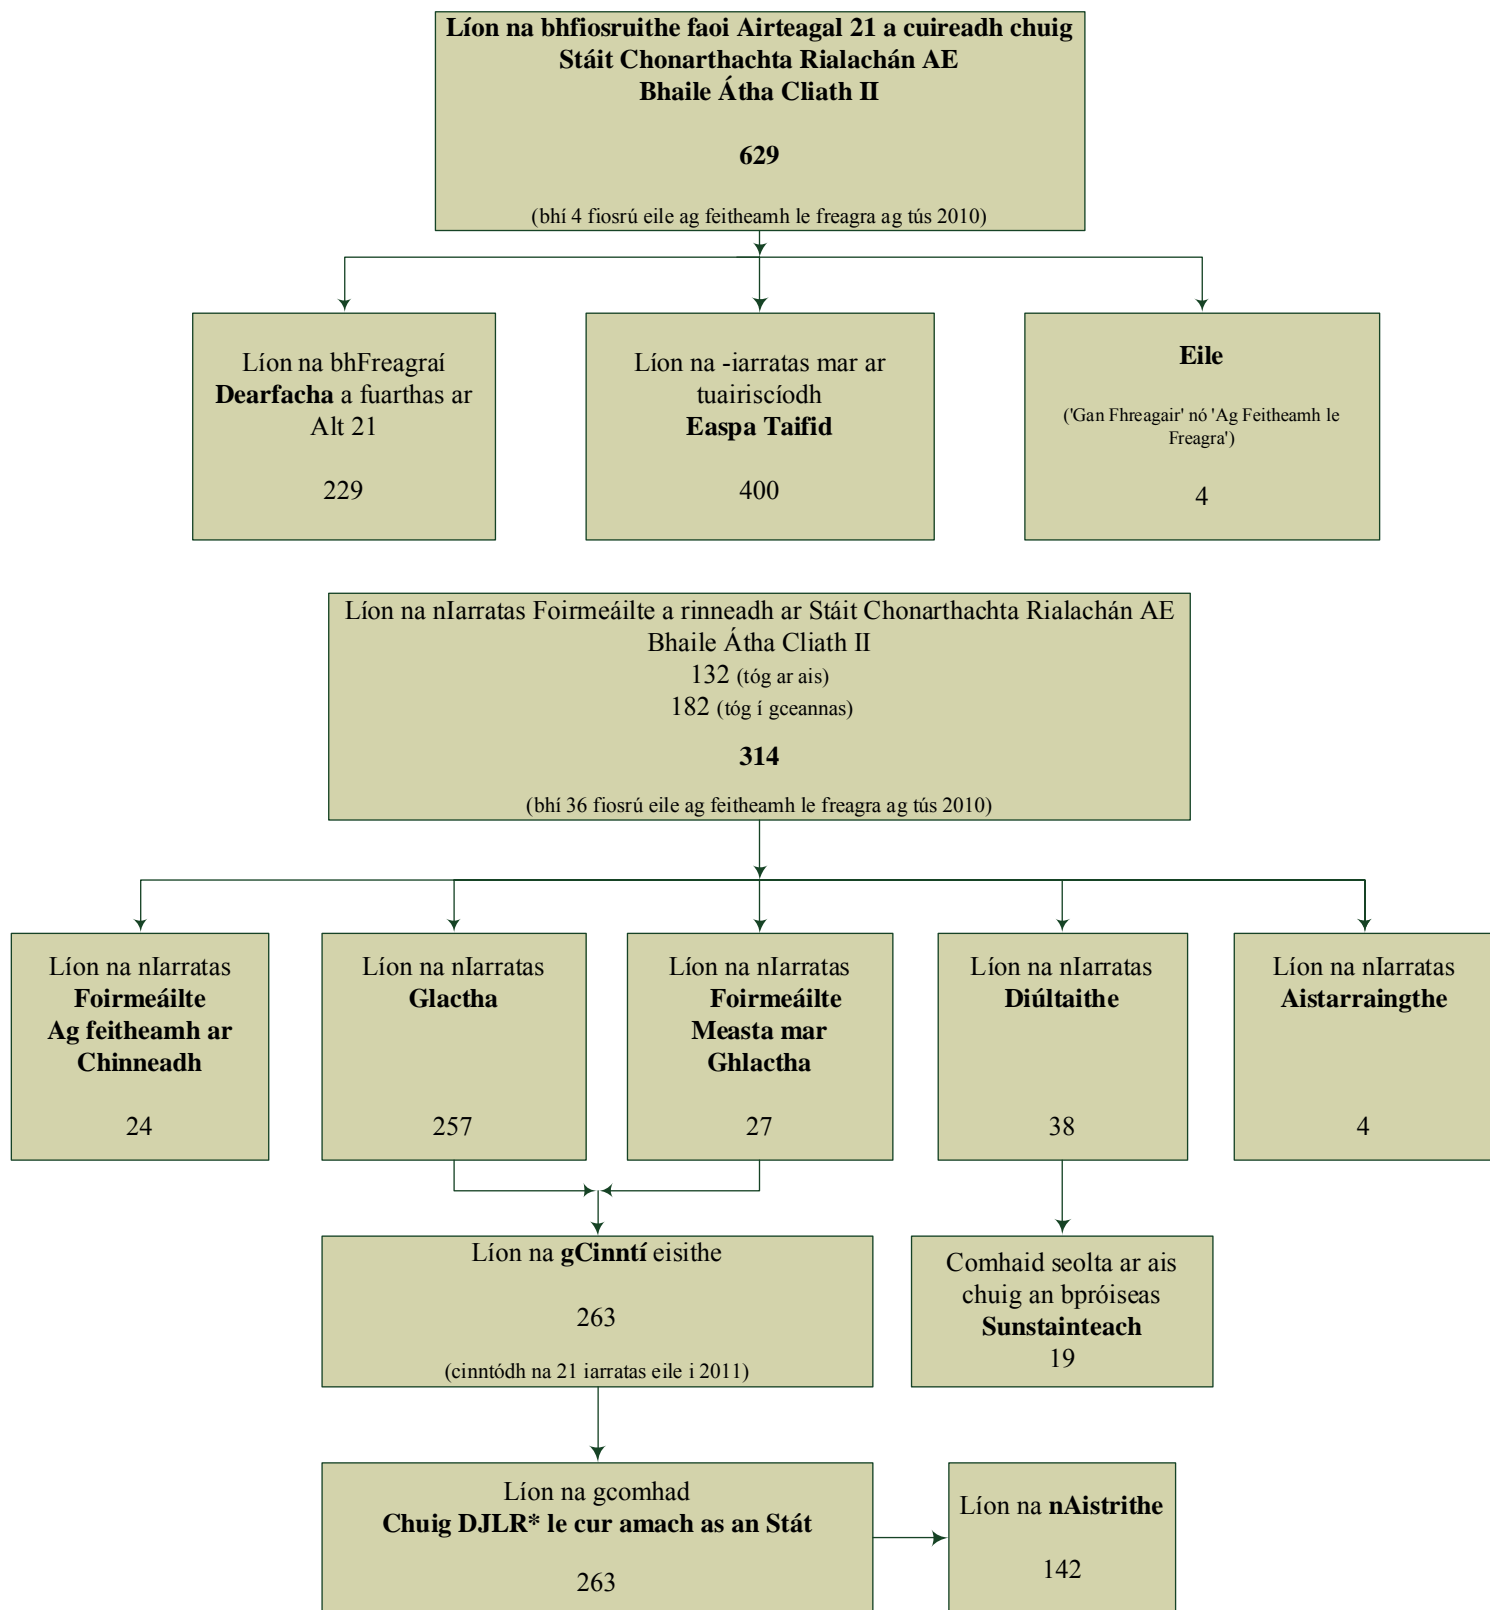 Líon na bhfiosruithe faoi Airteagal 21 a cuireadh chuig
Stáit Chonarthachta Rialachán AE
Bhaile Átha Cliath II
629
(bhí 4 fiosrú eile ag feitheamh le freagra ag tús 2010)
Líon na bhFreagraí
Dearfacha a fuarthas ar
Alt 21
229
Líon na -iarratas mar ar
tuairiscíodh
Easpa Taifid
400
Eile
('Gan Fhreagair' nó 'Ag Feitheamh le
Freagra')
4
Líon na nIarratas Foirmeáilte a rinneadh ar Stáit Chonarthachta Rialachán AE
Bhaile Átha Cliath II
132 (tóg ar ais)
182 (tóg í gceannas)
314
(bhí 36 fiosrú eile ag feitheamh le freagra ag tús 2010)
Líon na nIarratas
Foirmeáilte
Ag feitheamh ar
Chinneadh
24
Líon na nIarratas
Glactha
257
Líon na nIarratas
Foirmeáilte
Measta mar
Ghlactha
27
Líon na nIarratas
Diúltaithe
38
Líon na nIarratas
Aistarraingthe
4
Líon na gCinntí eisithe
263
(cinntódh na 21 iarratas eile i 2011)
Comhaid seolta ar ais
chuig an bpróiseas
Sunstainteach
19
Líon na gcomhad
Chuig DJLR* le cur amach as an Stát
263
Líon na nAistrithe
142